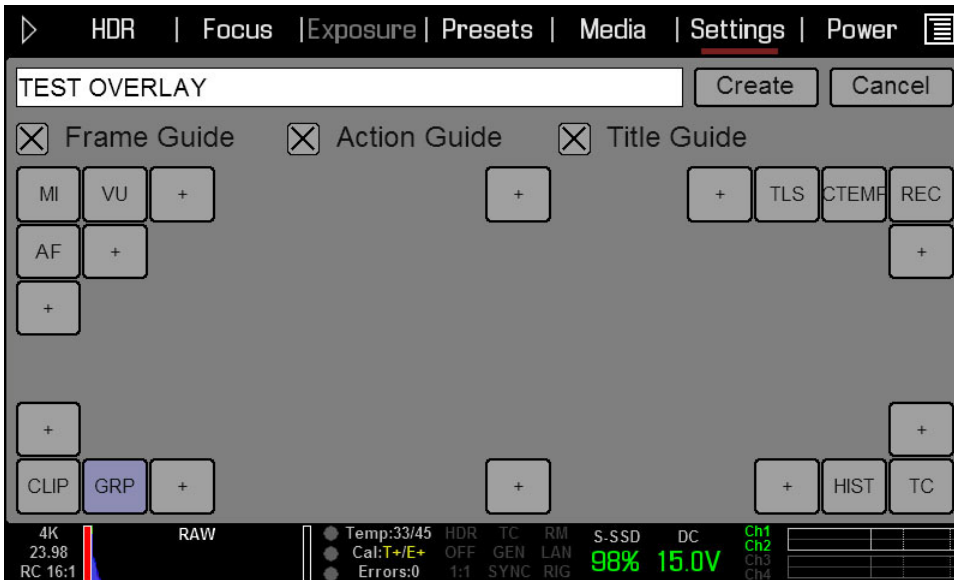 HDR | Focus | Exposure | Presets | Media | Settings | Power
TEST OVERLAY Create Cancel
Frame Guide Action Guide Title Guide
MI VU + + + TLS CTEMP REC
AF + +
+
+ +
CLIP GRP + + + HIST TC
4K RAW Temp:33/45 HDR TC RM S-SSD DC Ch1
23.98 Cal:T+/E+ OFF GEN LAN 98% 15.0V Ch2
RC 16:1 Errors:0 1:1 SYNC RIG Ch3
Ch4